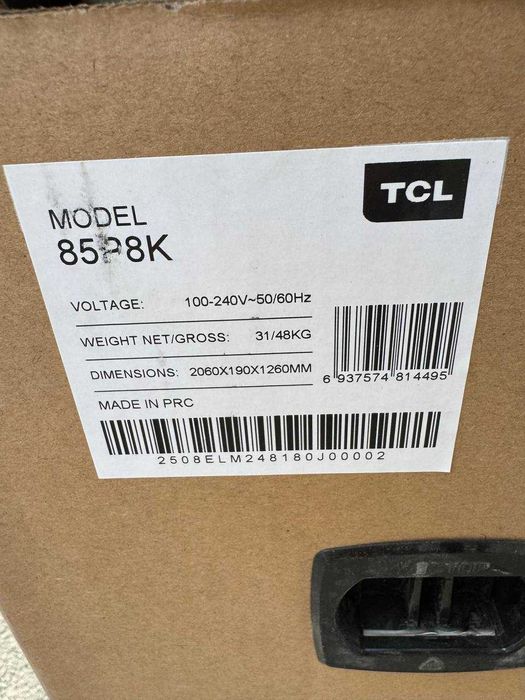 TCL
MODEL
85P8K
VOLTAGE: 100-240V~50/60Hz
WEIGHT NET/GROSS: 31/48KG
DIMENSIONS: 2060X190X1260MM
MADE IN PRC
6 937574 814495
2508ELM248180J00002